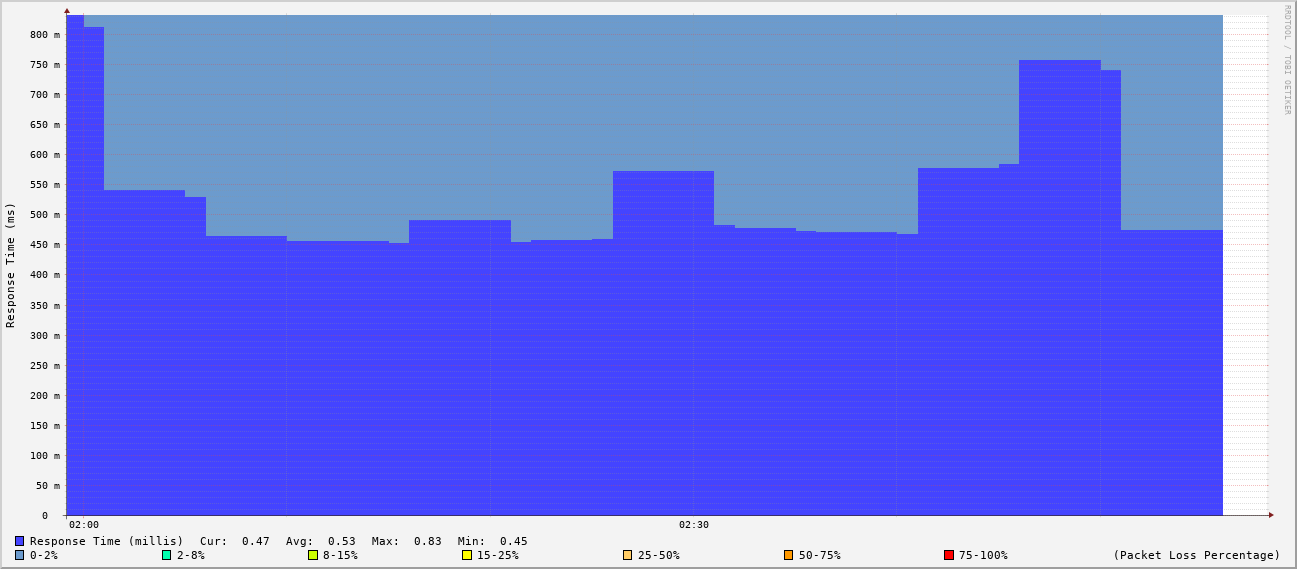 RRDTOOL / TOBI OETIKER
Response Time (ms)
800 m
750 m
700 m
650 m
600 m
550 m
500 m
450 m
400 m
350 m
300 m
250 m
200 m
150 m
100 m
50 m
0
02:00 02:30
Response Time (millis) Cur: 0.47 Avg: 0.53 Max: 0.83 Min: 0.45
0-2% 2-8% 8-15% 15-25% 25-50% 50-75% 75-100% (Packet Loss Percentage)